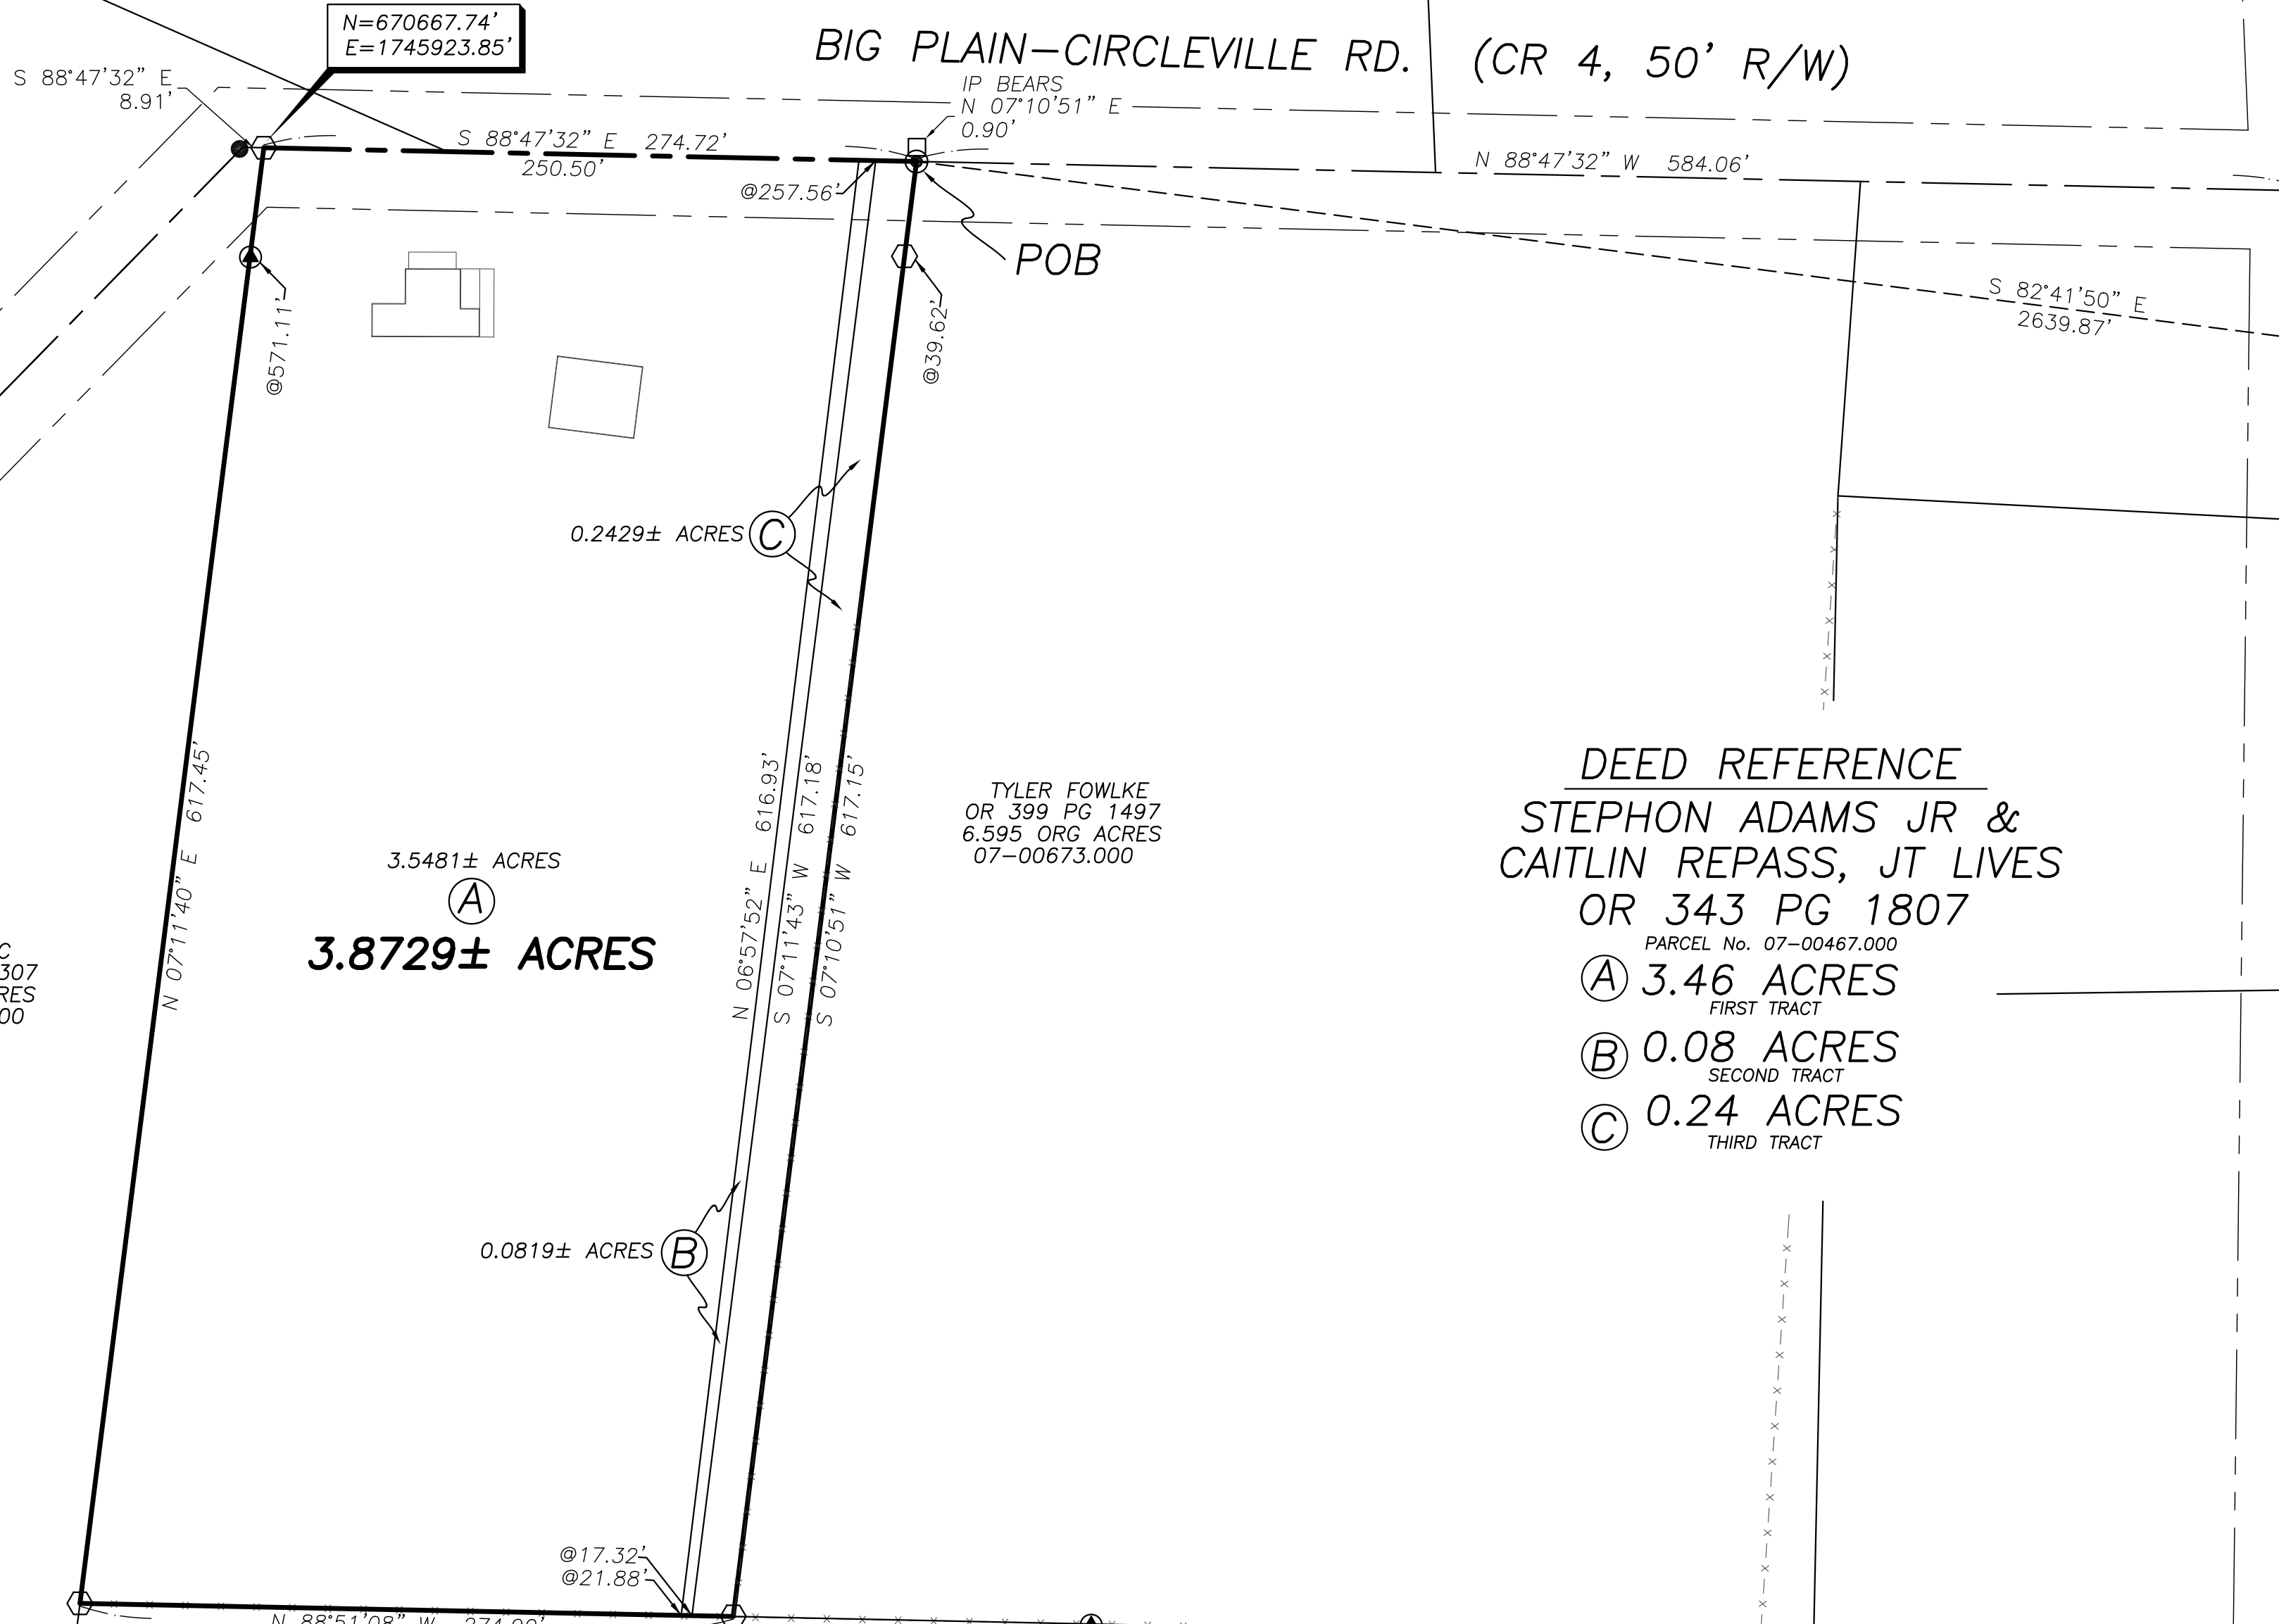 N=670667.74'
E=1745923.85'
BIG PLAIN-CIRCLEVILLE RD. (CR 4, 50' R/W)
S 88°47'32" E
8.91'
IP BEARS
N 07°10'51" E
0.90'
S 88°47'32" E 274.72'
250.50'
@257.56'
N 88°47'32" W 584.06'
POB
S 82°41'50" E
2639.87'
@571.11'
@39.62'
0.2429± ACRES C
N 07°11'40" E 617.45'
N 06°57'52" E 616.93'
S 07°11'43" W 617.18'
S 07°10'51" W 617.15'
TYLER FOWLKE
OR 399 PG 1497
6.595 ORG ACRES
07-00673.000
3.5481± ACRES
A
3.8729± ACRES
C
307
RES
00
DEED REFERENCE
STEPHON ADAMS JR &
CAITLIN REPASS, JT LIVES
OR 343 PG 1807
PARCEL No. 07-00467.000
A 3.46 ACRES
FIRST TRACT
B 0.08 ACRES
SECOND TRACT
C 0.24 ACRES
THIRD TRACT
0.0819± ACRES B
@17.32'
@21.88'
N 88°51'08" W